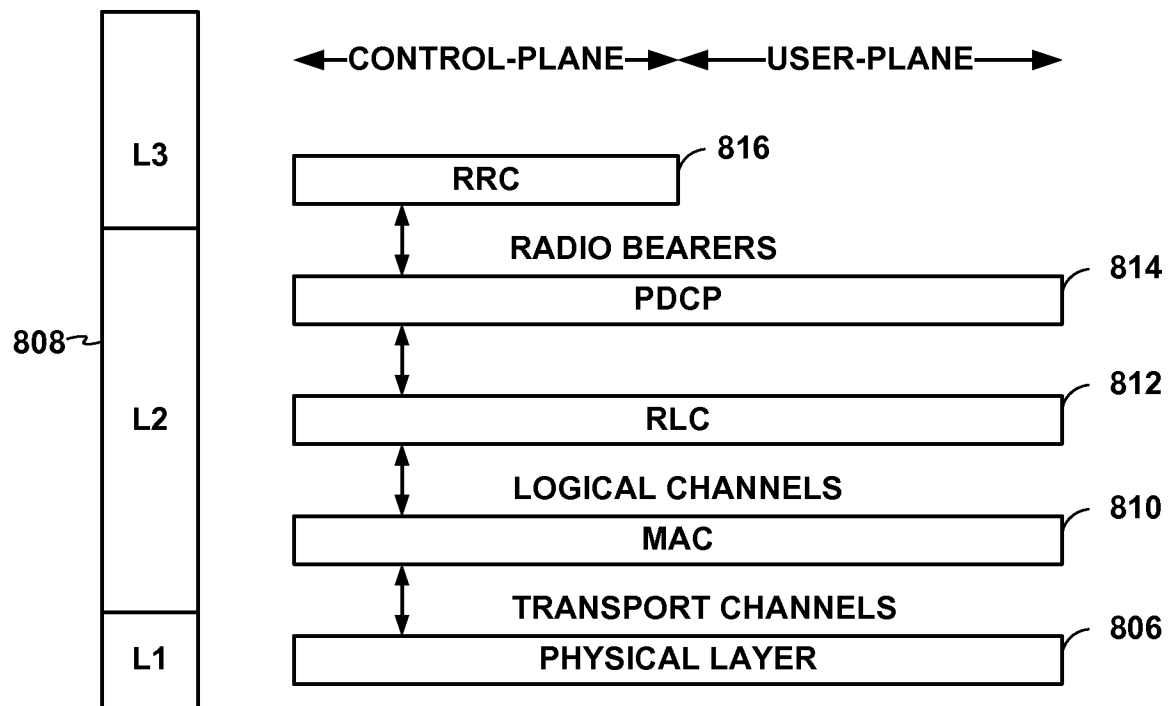 CONTROL-PLANE USER-PLANE
L3
816
RRC
RADIO BEARERS
814
PDCP
808
812
L2
RLC
LOGICAL CHANNELS
810
MAC
TRANSPORT CHANNELS
806
L1
PHYSICAL LAYER